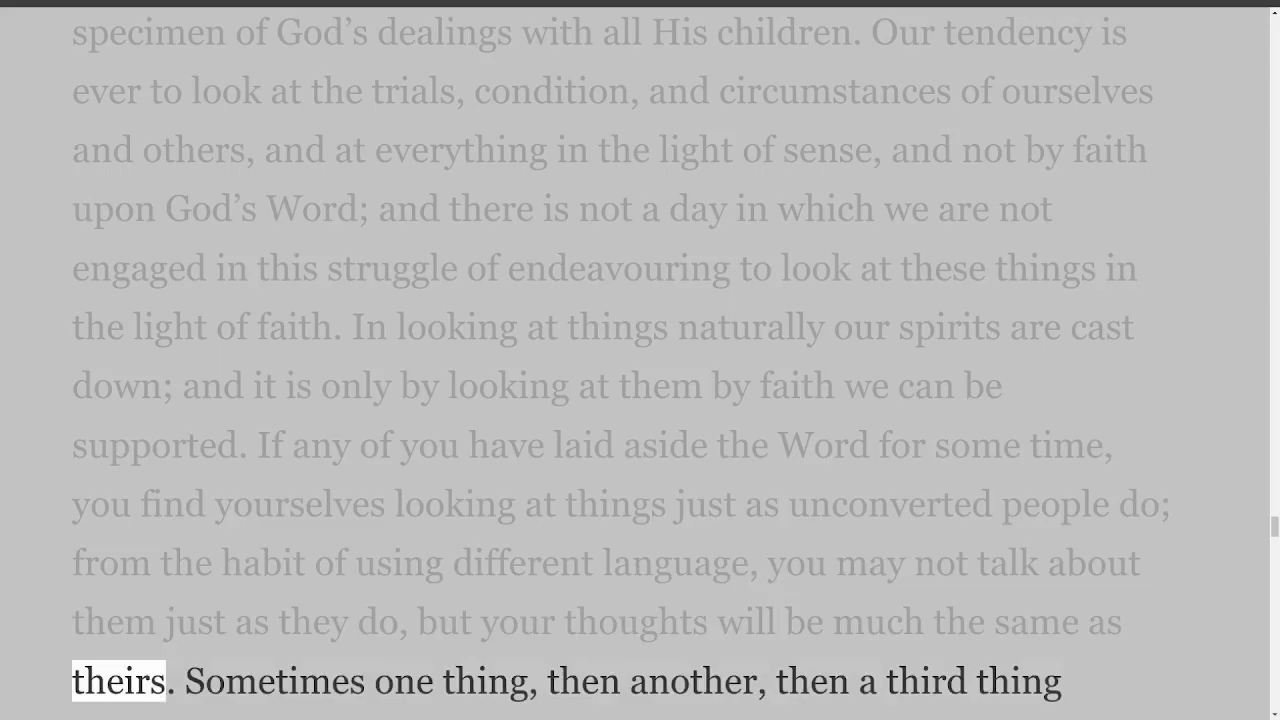 specimen of God’s dealings with all His children. Our tendency is
ever to look at the trials, condition, and circumstances of ourselves
and others, and at everything in the light of sense, and not by faith
upon God’s Word; and there is not a day in which we are not
engaged in this struggle of endeavouring to look at these things in
the light of faith. In looking at things naturally our spirits are cast
down; and it is only by looking at them by faith we can be
supported. If any of you have laid aside the Word for some time,
you find yourselves looking at things just as unconverted people do;
from the habit of using different language, you may not talk about
them just as they do, but your thoughts will be much the same as
theirs. Sometimes one thing, then another, then a third thing